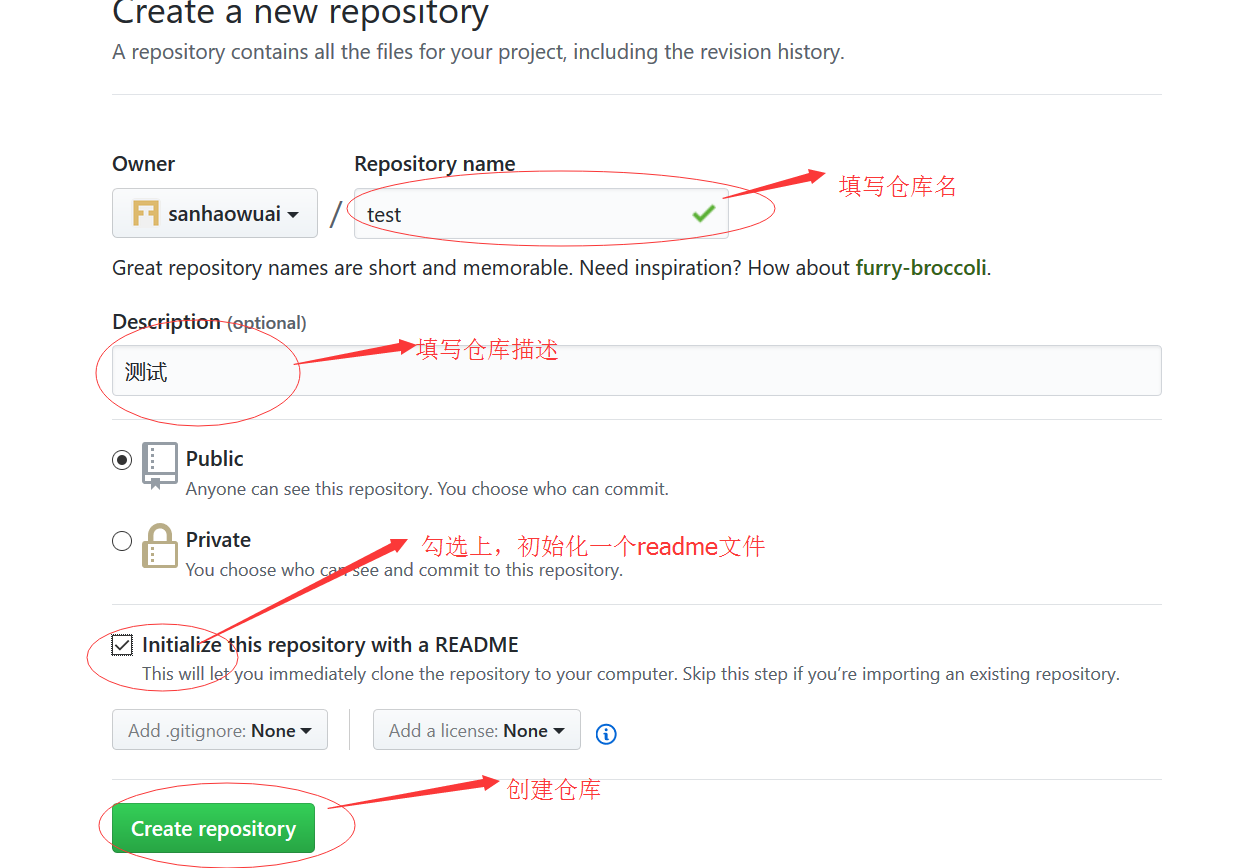 Create a new repository
A repository contains all the files for your project, including the revision history.
Owner
Repository name
sanhaowuai
/
test
填写仓库名
Great repository names are short and memorable. Need inspiration? How about furry-broccoli.
Description (optional)
填写仓库描述
测试
Public
Anyone can see this repository. You choose who can commit.
Private
勾选上，初始化一个readme文件
You choose who can see and commit to this repository.
Initialize this repository with a README
This will let you immediately clone the repository to your computer. Skip this step if you’re importing an existing repository.
Add .gitignore: None
Add a license: None
创建仓库
Create repository